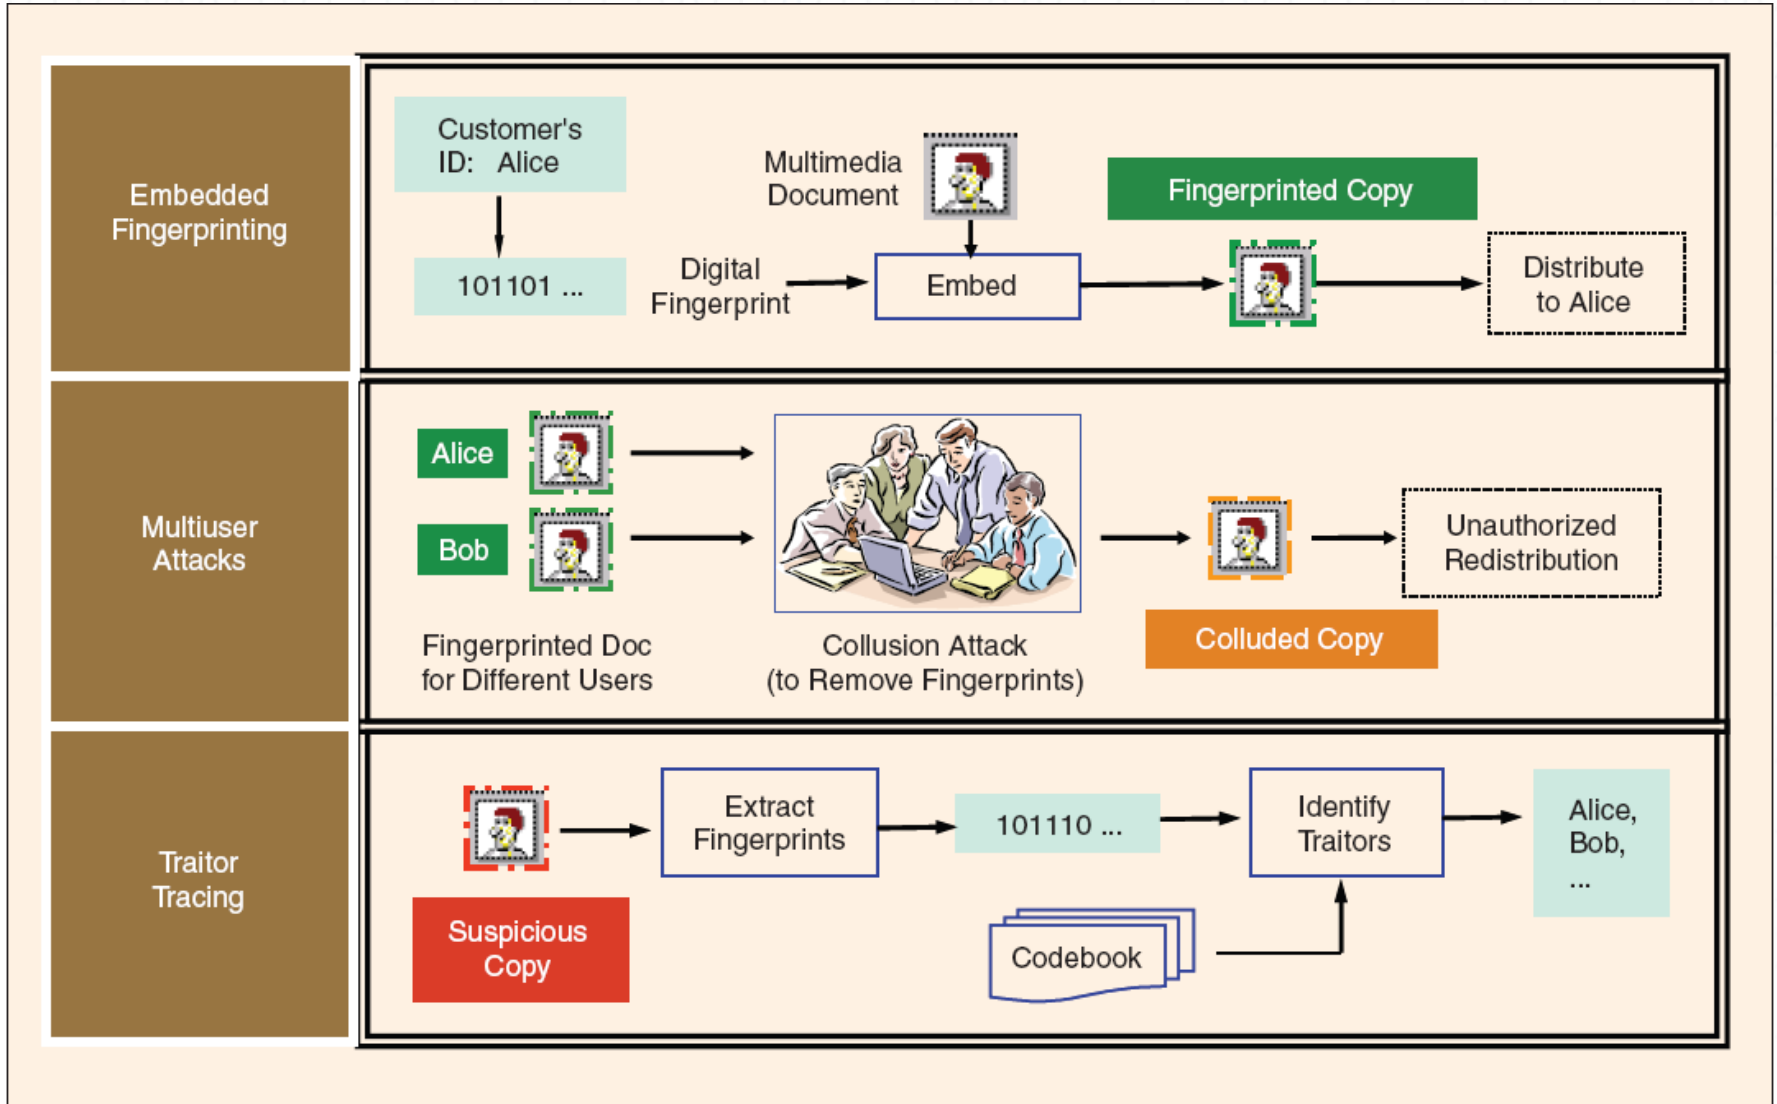 Embedded
Fingerprinting
Customer's
ID: Alice
101101 ...
Multimedia
Document
Digital
Fingerprint
Embed
Fingerprinted Copy
Distribute
to Alice
Multiuser
Attacks
Alice
Bob
Fingerprinted Doc
for Different Users
Collusion Attack
(to Remove Fingerprints)
Colluded Copy
Unauthorized
Redistribution
Traitor
Tracing
Suspicious
Copy
Extract
Fingerprints
101110 ...
Codebook
Identify
Traitors
Alice,
Bob,
...